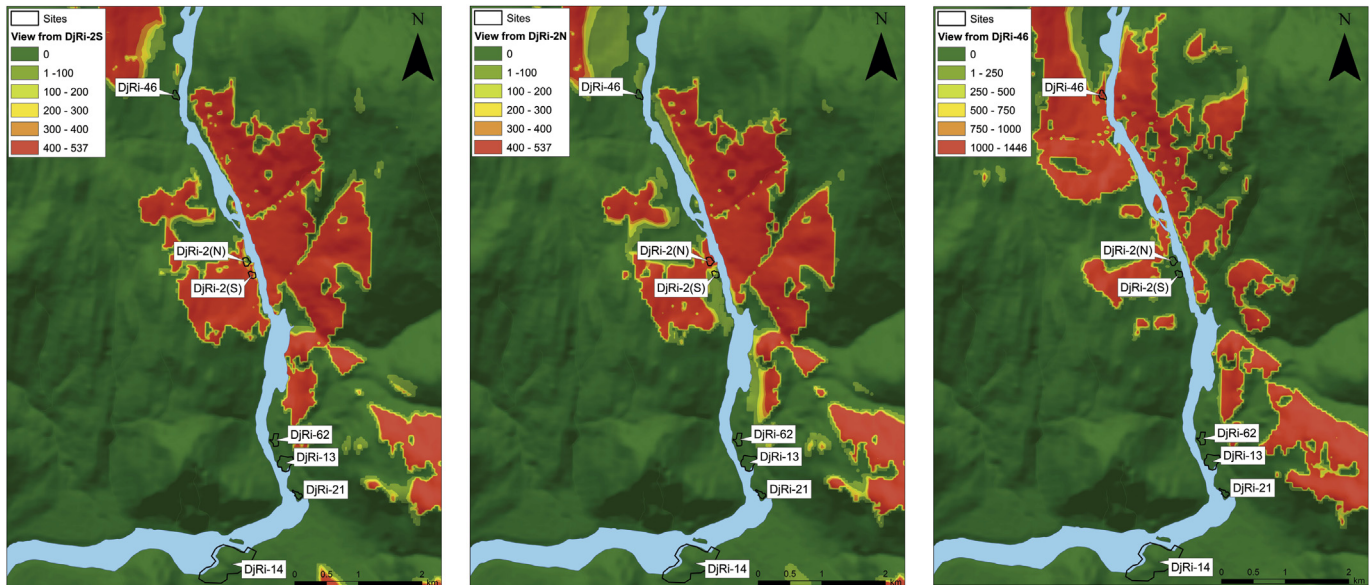 Sites
View from DjRi-2S
0
1 -100
100 - 200
200 - 300
300 - 400
400 - 537
N
DjRi-46
DjRi-2(N)
DjRi-2(S)
DjRi-62
DjRi-13
DjRi-21
DjRi-14
0 0.5 1 2
km
Sites
View from DjRi-2N
0
1 -100
100 - 200
200 - 300
300 - 400
400 - 537
N
DjRi-46
DjRi-2(N)
DjRi-2(S)
DjRi-62
DjRi-13
DjRi-21
DjRi-14
0 0.5 1 2
km
Sites
View from DjRi-46
0
1 - 250
250 - 500
500 - 750
750 - 1000
1000 - 1446
N
DjRi-46
DjRi-2(N)
DjRi-2(S)
DjRi-62
DjRi-13
DjRi-21
DjRi-14
0 0.5 1 2
km